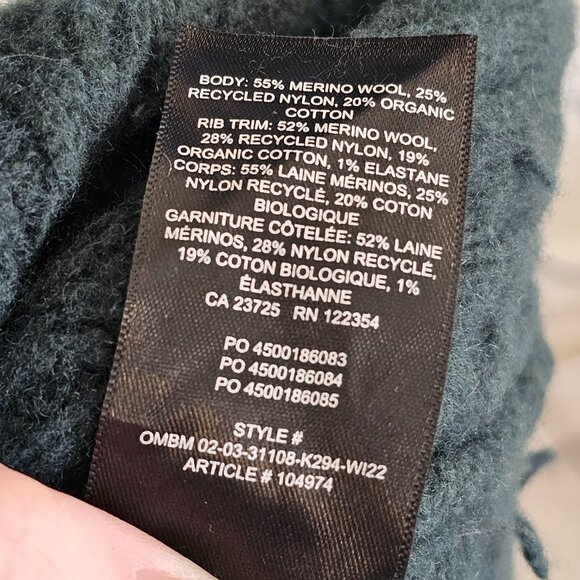 BODY: 55% MERINO WOOL, 25%
RECYCLED NYLON, 20% ORGANIC
COTTON
RIB TRIM: 52% MERINO WOOL,
28% RECYCLED NYLON, 19%
ORGANIC COTTON, 1% ELASTANE
CORPS: 55% LAINE MÉRINOS, 25%
NYLON RECYCLÉ, 20% COTON
BIOLOGIQUE
GARNITURE CÔTELÉE: 52% LAINE
MÉRINOS, 28% NYLON RECYCLÉ,
19% COTON BIOLOGIQUE, 1%
ÉLASTHANNE
CA 23725 RN 122354
PO 4500186083
PO 4500186084
PO 4500186085
STYLE #
OMBM 02-03-31108-K294-WI22
ARTICLE # 104974